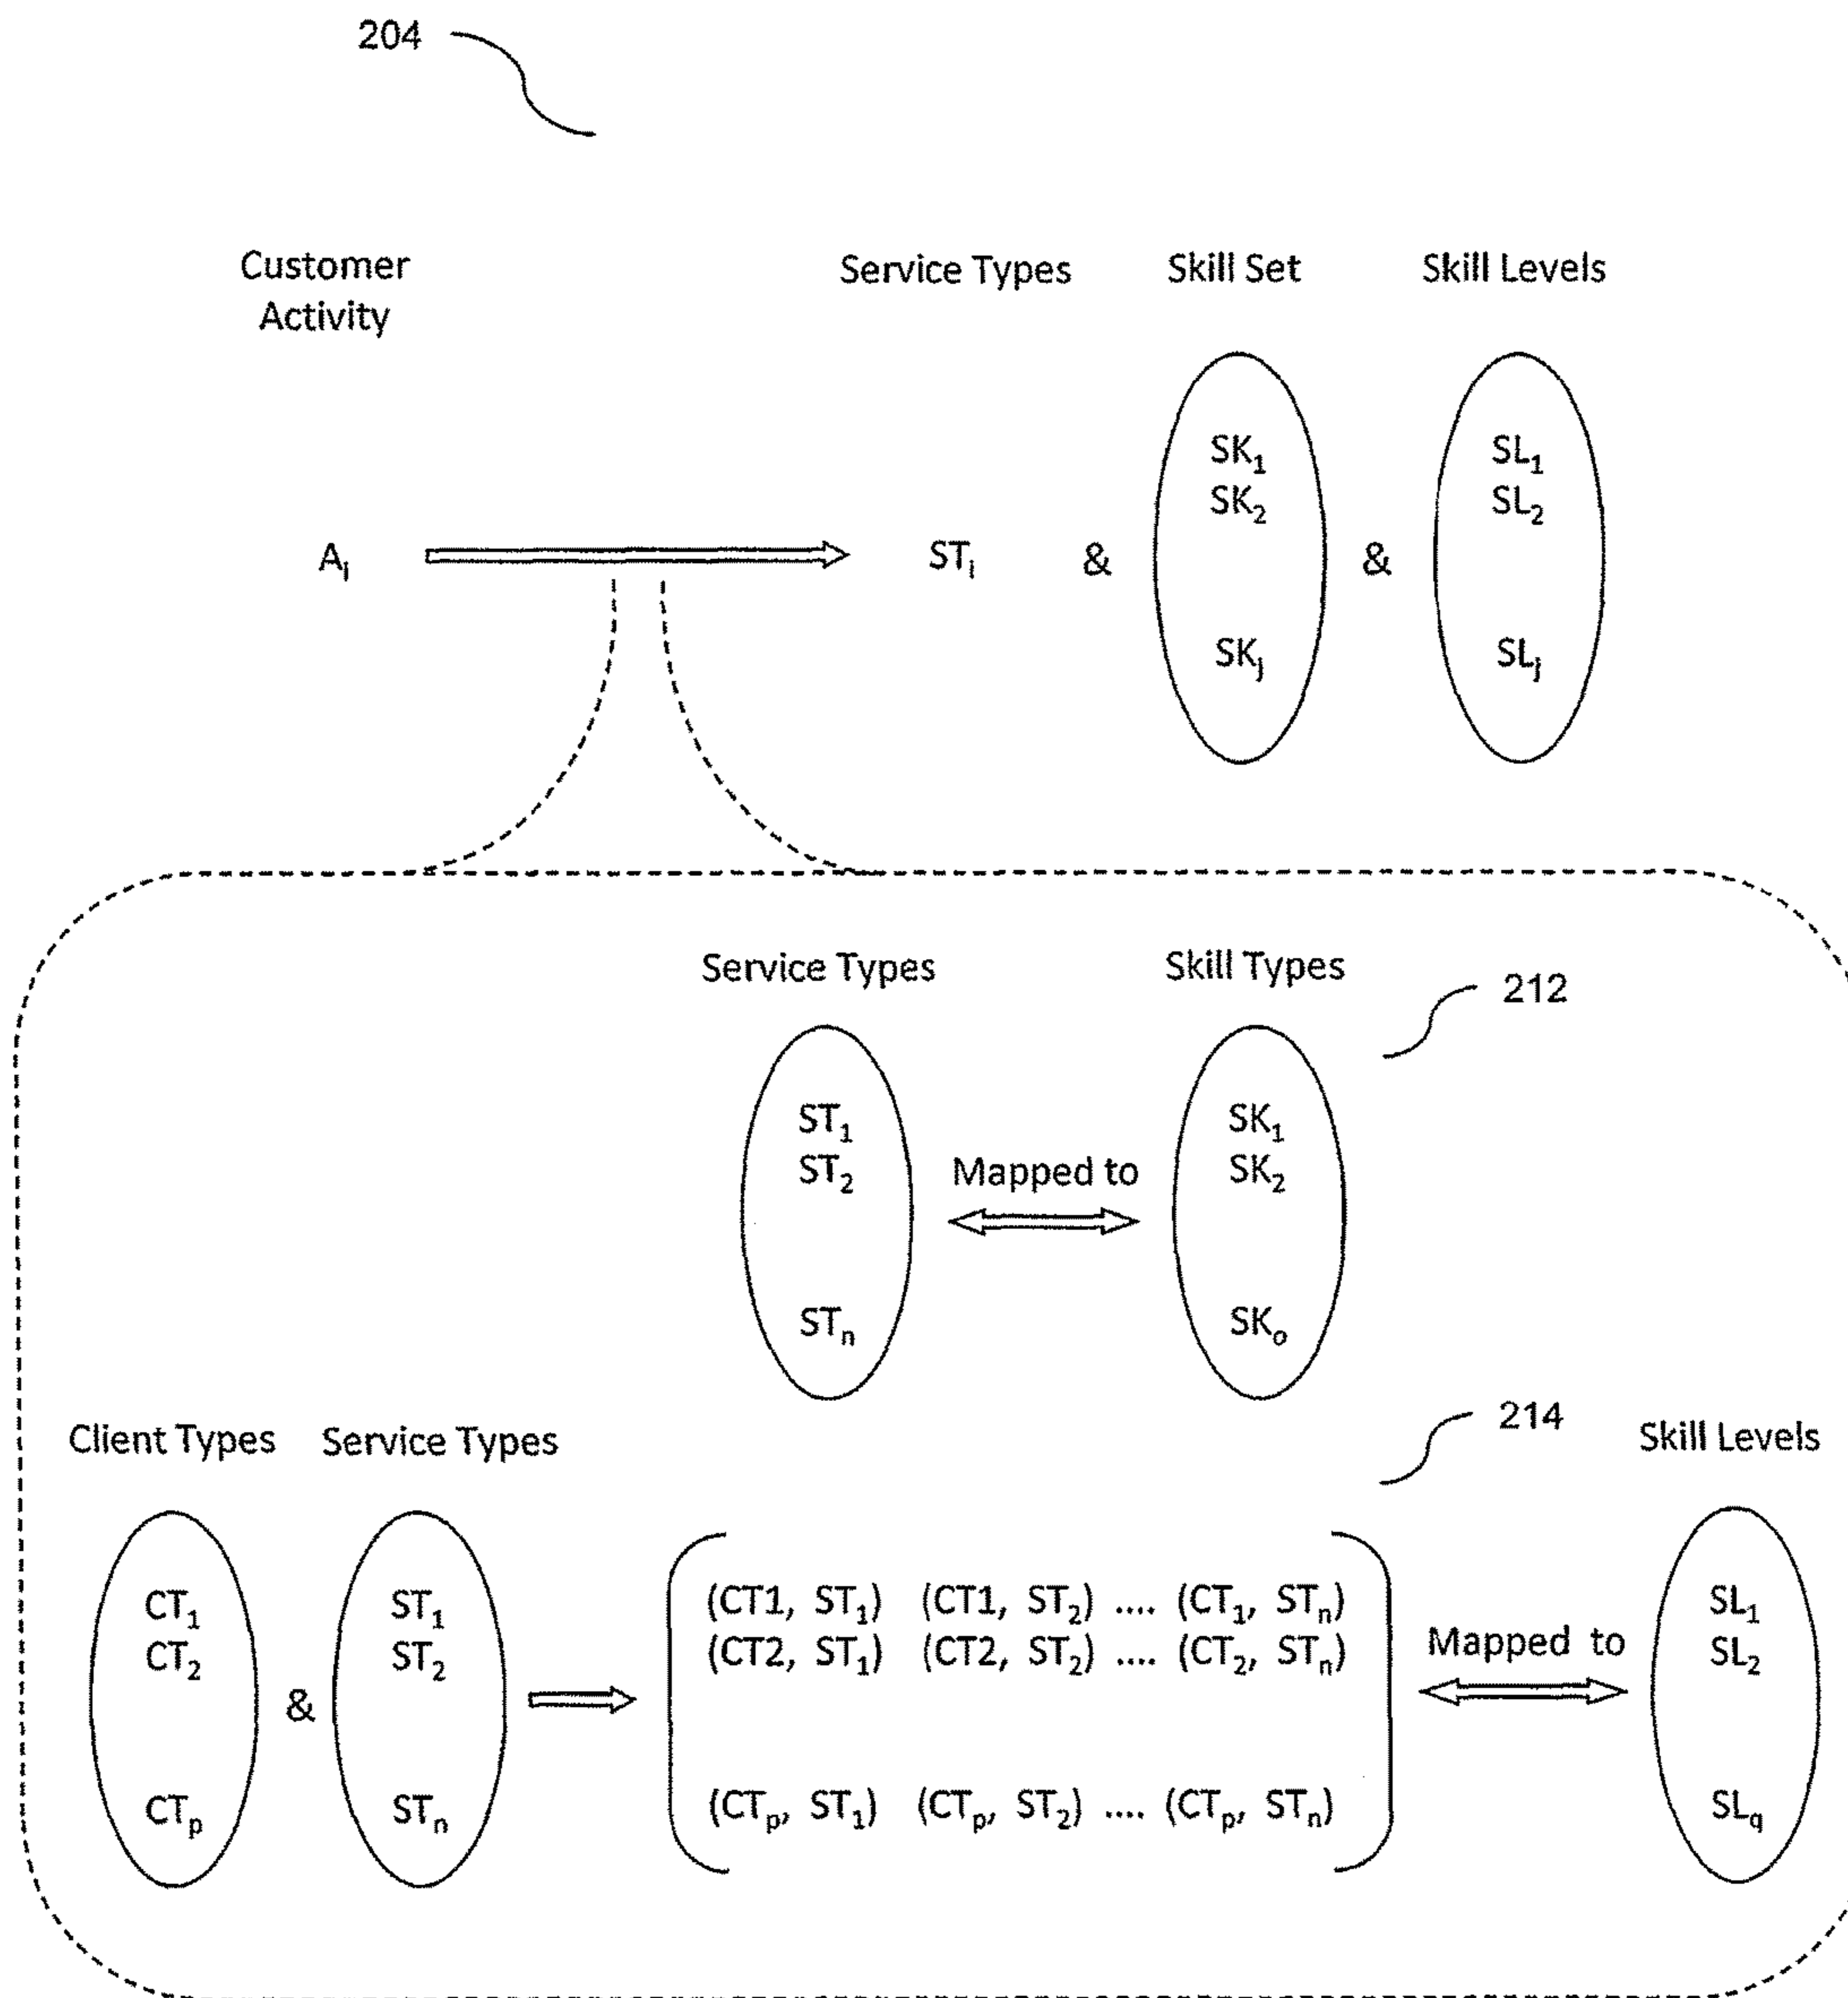 204
Customer Activity
Service Types
Skill Set
Skill Levels
SK₁
SK₂
SKⱼ
SL₁
SL₂
SLⱼ
Aᵢ
STᵢ
&
&
Service Types
Skill Types
212
ST₁
ST₂
STₙ
Mapped to
SK₁
SK₂
SKₒ
214
Client Types
Service Types
Skill Levels
CT₁
CT₂
CTₚ
&
ST₁
ST₂
STₙ
(CT1, ST₁) (CT1, ST₂) .... (CT₁, STₙ)
(CT2, ST₁) (CT2, ST₂) .... (CT₂, STₙ)
(CTₚ, ST₁) (CTₚ, ST₂) .... (CTₚ, STₙ)
Mapped to
SL₁
SL₂
SLq